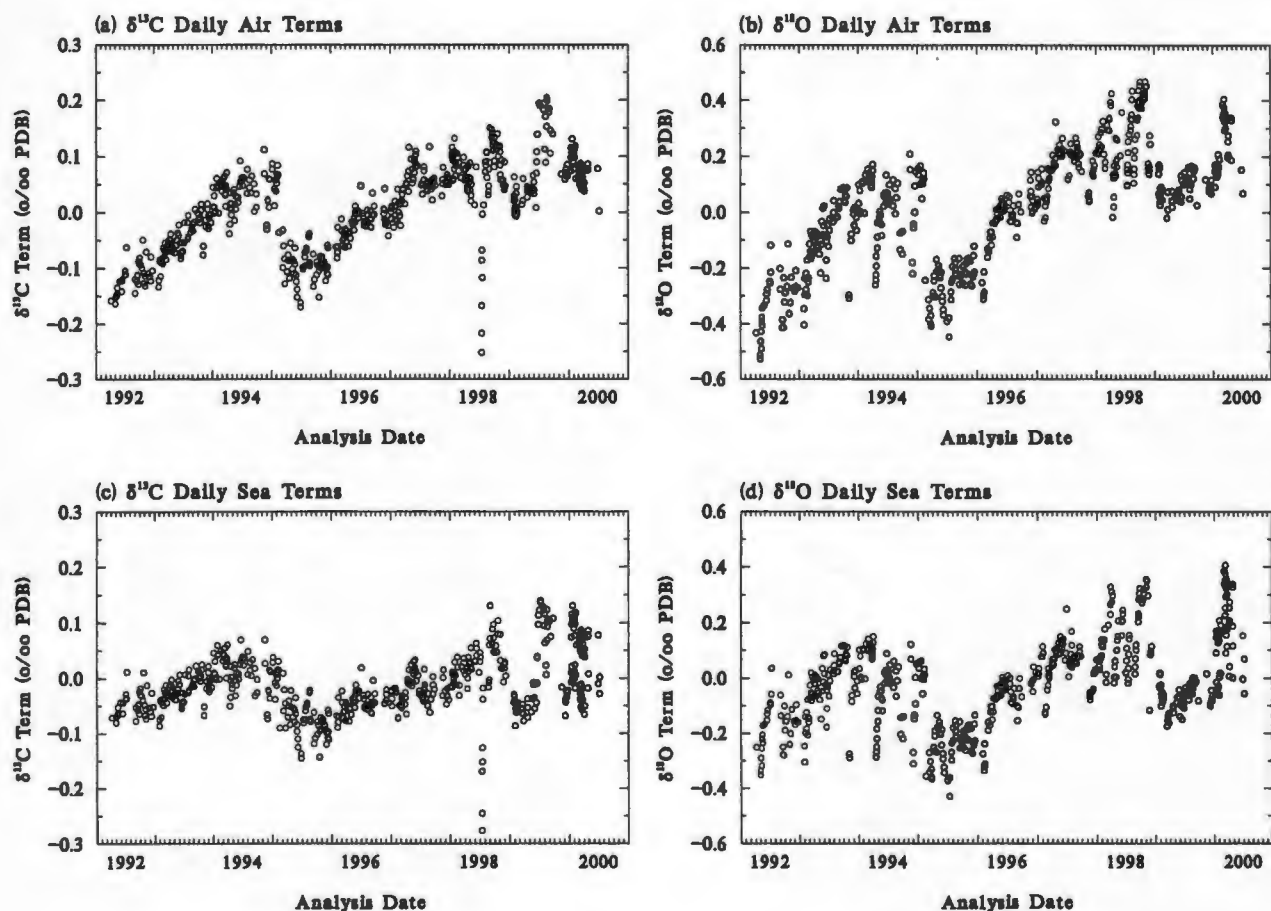 (a) δ¹³C Daily Air Terms
0.3
0.2
0.1
0.0
−0.1
−0.2
−0.3
δ¹³C Term (o/oo PDB)
1992 1994 1996 1998 2000
Analysis Date
(b) δ¹⁸O Daily Air Terms
0.6
0.4
0.2
0.0
−0.2
−0.4
−0.6
δ¹⁸O Term (o/oo PDB)
1992 1994 1996 1998 2000
Analysis Date
(c) δ¹³C Daily Sea Terms
0.3
0.2
0.1
0.0
−0.1
−0.2
−0.3
δ¹³C Term (o/oo PDB)
1992 1994 1996 1998 2000
Analysis Date
(d) δ¹⁸O Daily Sea Terms
0.6
0.4
0.2
0.0
−0.2
−0.4
−0.6
δ¹⁸O Term (o/oo PDB)
1992 1994 1996 1998 2000
Analysis Date